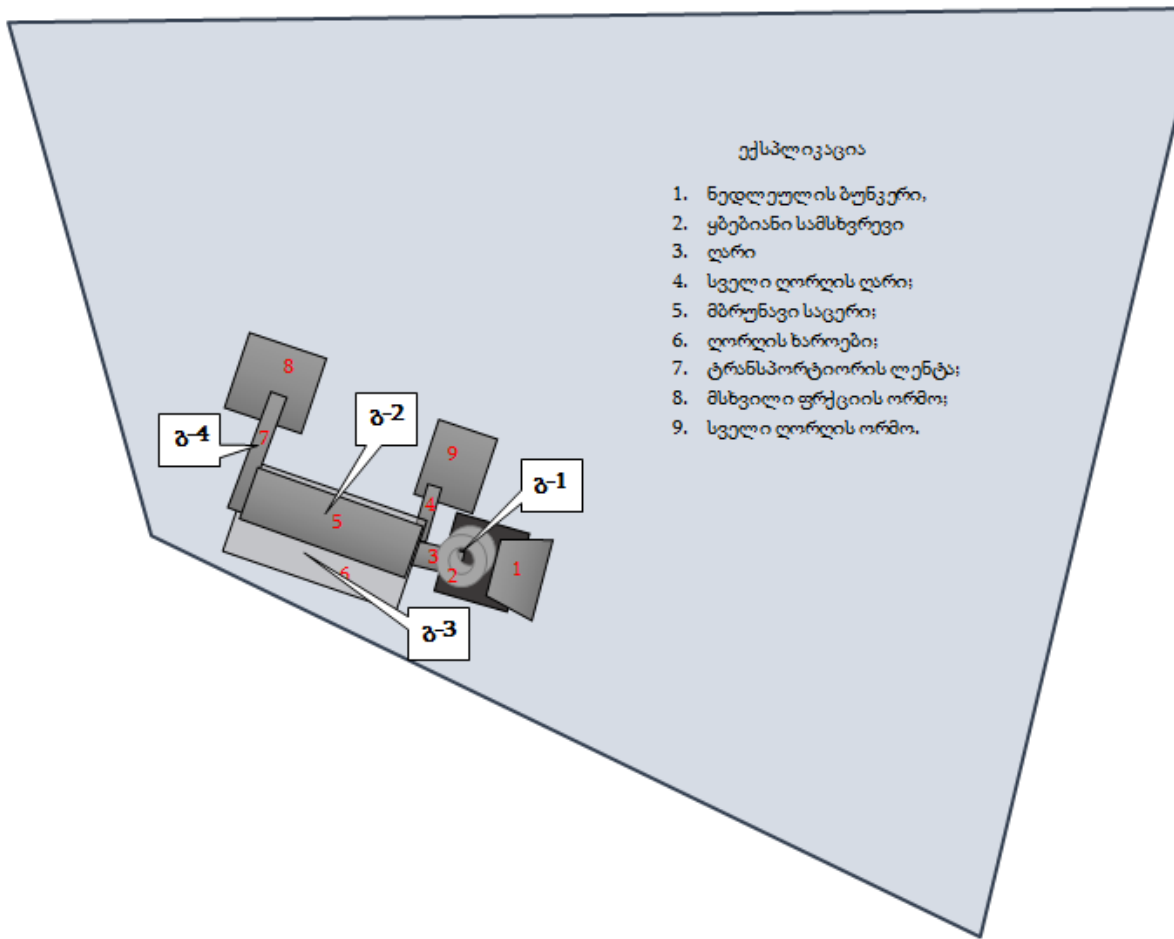 ექსპლიკაცია
1. ნედლეულის ბუნკერი,
2. ყბებიანი სამსხვრევი
3. ღარი
4. სველი ღორღის ღარი;
5. მბრუნავი საცერი;
6. ღორღის ხაროები;
7. ტრანსპორტიორის ლენტა;
8. მსხვილი ფრქციის ორმო;
9. სველი ღორღის ორმო.
8
გ-4
7
გ-2
9
გ-1
4
5
3
2
1
6
გ-3